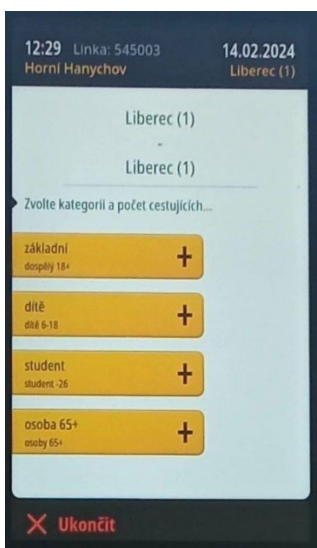 12:29 Linka: 545003 14.02.2024
Horní Hanychov Liberec (1)
Liberec (1)
-
Liberec (1)
Zvolte kategorii a počet cestujících...
základní
dospělý 18+
+
dítě
dítě 6-18
+
student
student -26
+
osoba 65+
osoby 65+
+
Ukončit